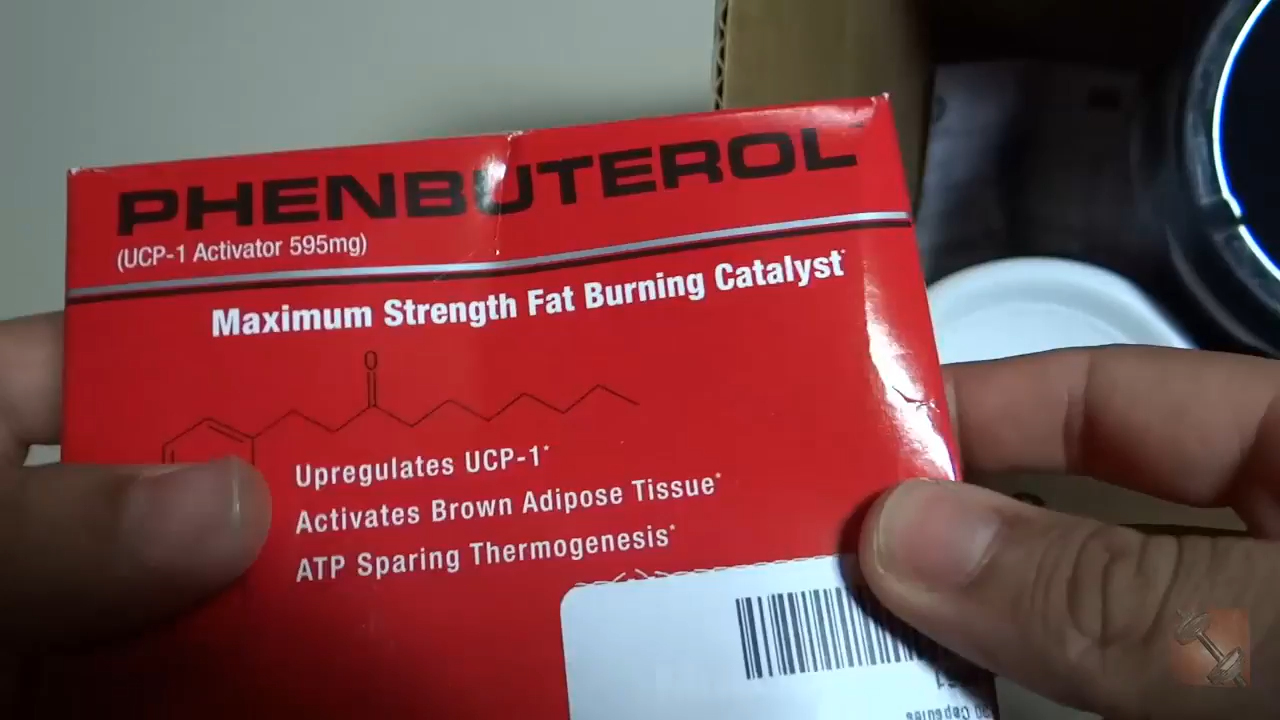 PHENBUTEROL
(UCP-1 Activator 595mg)
Maximum Strength Fat Burning Catalyst*
O
Upregulates UCP-1*
Activates Brown Adipose Tissue*
ATP Sparing Thermogenesis*
Capsules